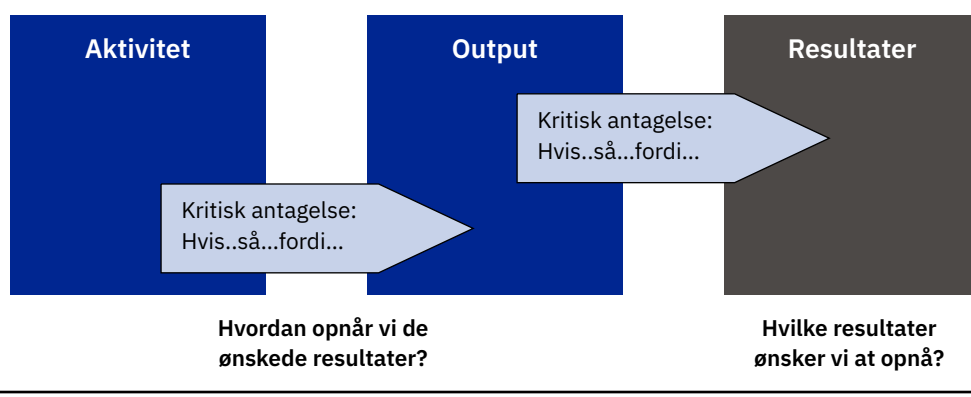 Aktivitet
Output
Resultater
Kritisk antagelse:
Hvis..så...fordi...
Kritisk antagelse:
Hvis..så...fordi...
Hvordan opnår vi de
ønskede resultater?
Hvilke resultater
ønsker vi at opnå?